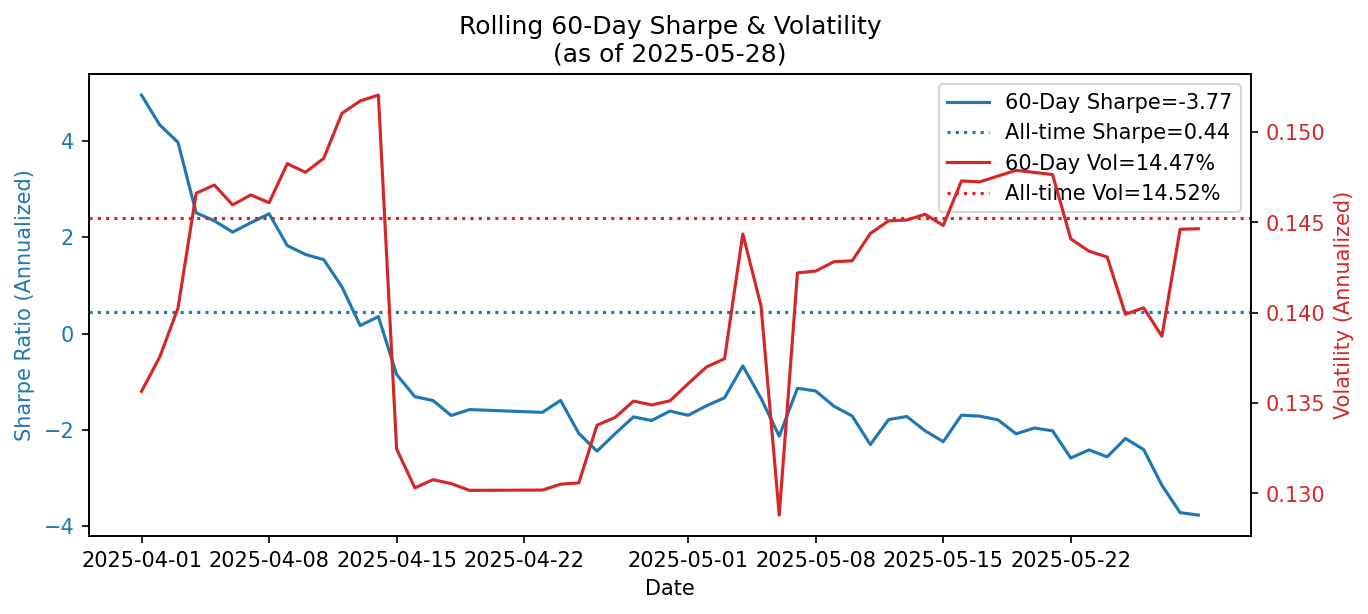 Rolling 60-Day Sharpe & Volatility
(as of 2025-05-28)
60-Day Sharpe=-3.77
All-time Sharpe=0.44
60-Day Vol=14.47%
All-time Vol=14.52%
Sharpe Ratio (Annualized)
4
2
0
−2
−4
Volatility (Annualized)
0.150
0.145
0.140
0.135
0.130
2025-04-01 2025-04-08 2025-04-15 2025-04-22 2025-05-01 2025-05-08 2025-05-15 2025-05-22
Date